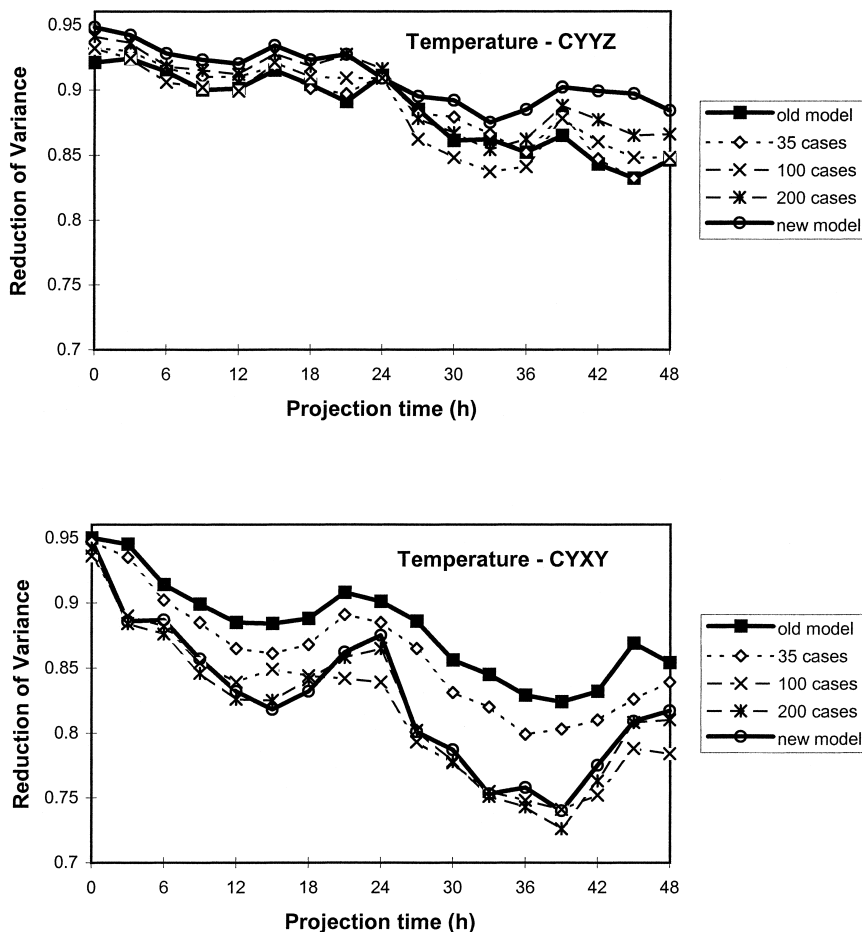 Temperature - CYYZ
Reduction of Variance
0.95
0.9
0.85
0.8
0.75
0.7
0 6 12 18 24 30 36 42 48
Projection time (h)
old model
35 cases
100 cases
200 cases
new model
Temperature - CYXY
Reduction of Variance
0.95
0.9
0.85
0.8
0.75
0.7
0 6 12 18 24 30 36 42 48
Projection time (h)
old model
35 cases
100 cases
200 cases
new model